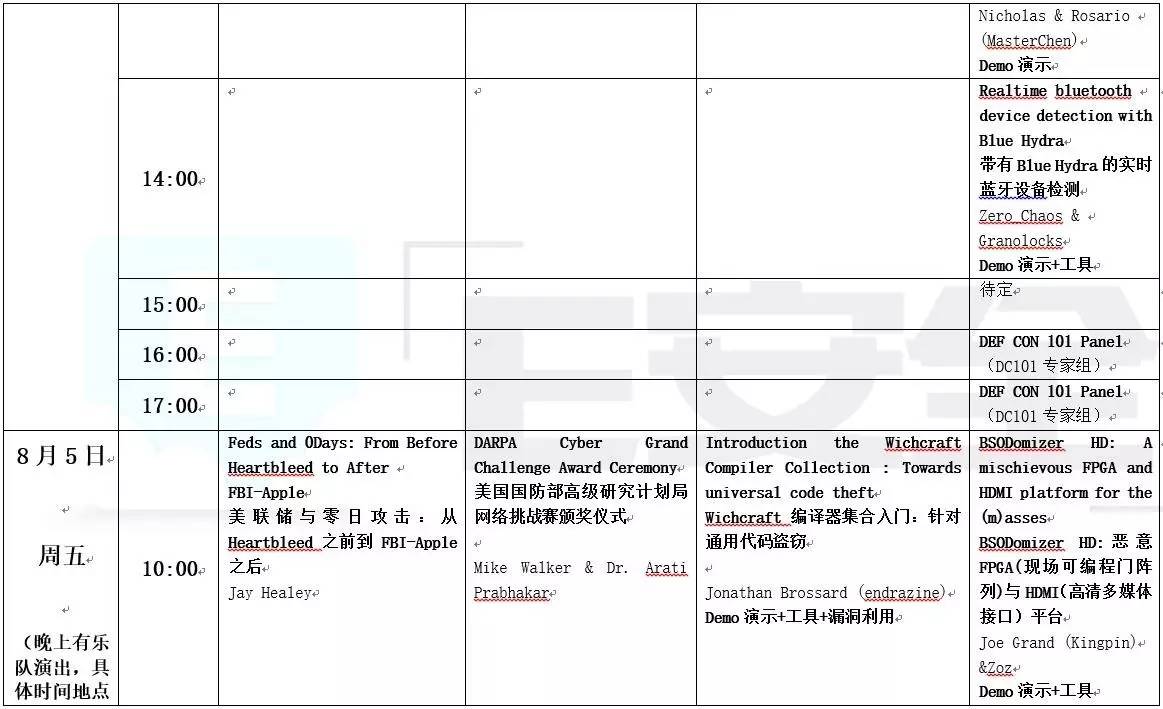 Nicholas & Rosario
(MasterChen)
Demo 演示
14:00
Realtime bluetooth
device detection with
Blue Hydra
带有 Blue Hydra 的实时
蓝牙设备检测
Zero_Chaos &
Granolocks
Demo 演示+工具
15:00
待定
16:00
DEF CON 101 Panel
（DC101 专家组）
17:00
DEF CON 101 Panel
（DC101 专家组）
8 月 5 日
周五
（晚上有乐
队演出，具
体时间地点
10:00
Feds and 0Days: From Before
Heartbleed to After
FBI-Apple
美联储与零日攻击：从
Heartbleed 之前到 FBI-Apple
之后
Jay Healey
DARPA Cyber Grand
Challenge Award Ceremony
美国国防部高级研究计划局
网络挑战赛颁奖仪式
Mike Walker & Dr. Arati
Prabhakar
Introduction the Wichcraft
Compiler Collection : Towards
universal code theft
Wichcraft 编译器集合入门：针对
通用代码盗窃
Jonathan Brossard (endrazine)
Demo 演示+工具+漏洞利用
BSODomizer HD: A
mischievous FPGA and
HDMI platform for the
(m)asses
BSODomizer HD: 恶意
FPGA(现场可编程门阵
列)与 HDMI(高清多媒体
接口）平台
Joe Grand (Kingpin)
&Zoz
Demo 演示+工具
E安全